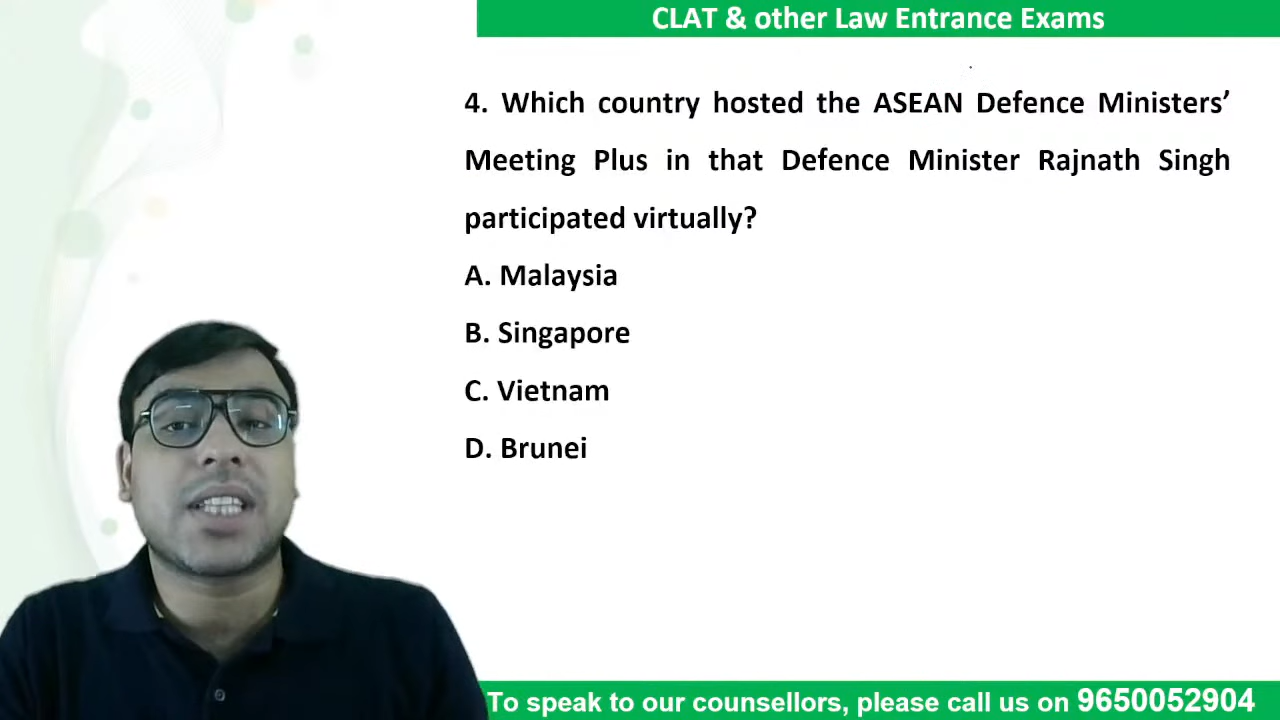 CLAT & other Law Entrance Exams
4. Which country hosted the ASEAN Defence Ministers’
Meeting Plus in that Defence Minister Rajnath Singh
participated virtually?
A. Malaysia
B. Singapore
C. Vietnam
D. Brunei
To speak to our counsellors, please call us on 9650052904